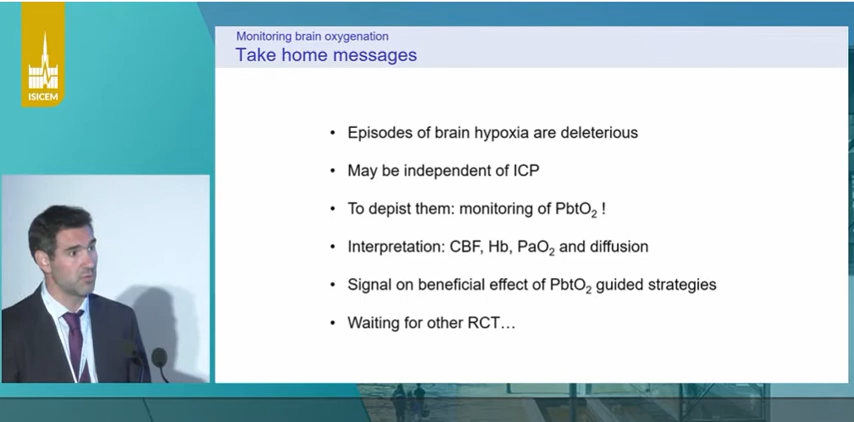 ISICEM
Monitoring brain oxygenation
Take home messages
• Episodes of brain hypoxia are deleterious
• May be independent of ICP
• To depist them: monitoring of PbtO₂ !
• Interpretation: CBF, Hb, PaO₂ and diffusion
• Signal on beneficial effect of PbtO₂ guided strategies
• Waiting for other RCT…